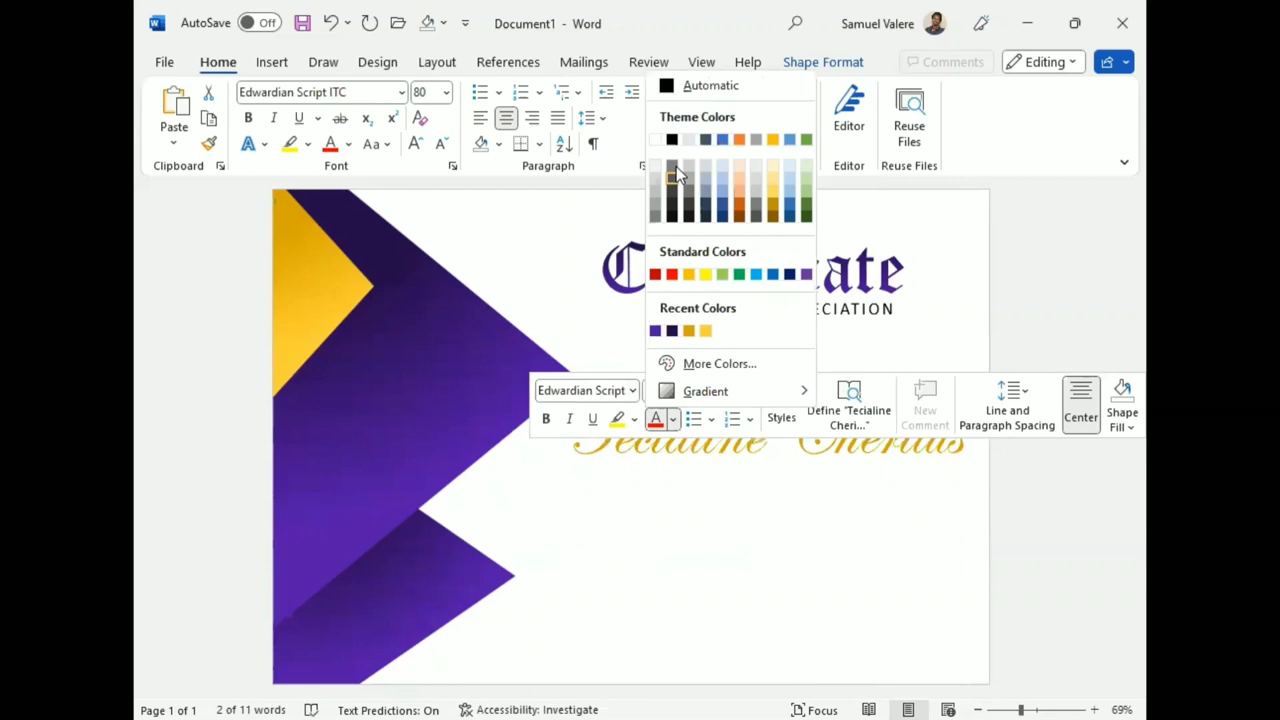 AutoSave Off Document1 - Word Samuel Valere
File Home Insert Draw Design Layout References Mailings Review View Help Shape Format Comments Editing
Paste
Clipboard
Edwardian Script ITC 80
Font
Paragraph
Editor
Editor
Reuse Files
Reuse Files
Automatic
Theme Colors
Standard Colors
Recent Colors
More Colors...
Gradient
C ate
CIATION
Edwardian Script
Styles
Define "Tecialine Cheri..."
New Comment
Line and Paragraph Spacing
Center
Shape Fill
Tecialine Cherilus
Page 1 of 1 2 of 11 words Text Predictions: On Accessibility: Investigate Focus 69%